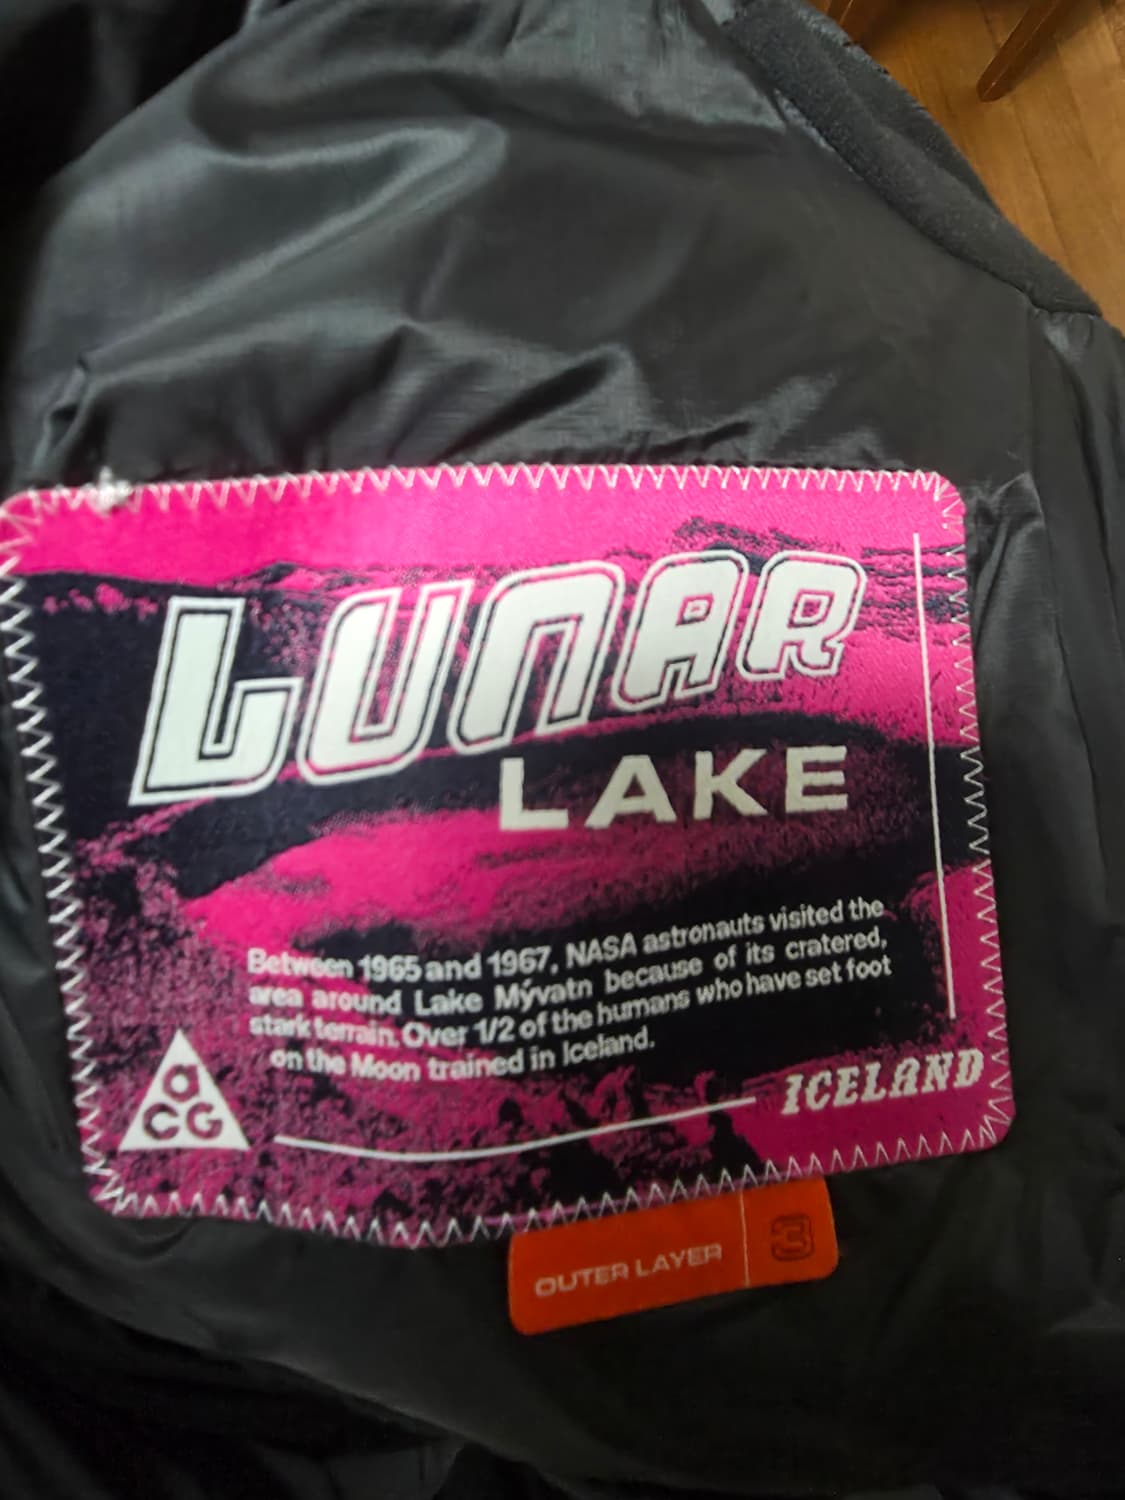 LUNAR
LAKE
Between 1965 and 1967, NASA astronauts visited the
area around Lake Mývatn because of its cratered,
stark terrain. Over 1/2 of the humans who have set foot
on the Moon trained in Iceland.
ICELAND
a
CG
OUTER LAYER 3